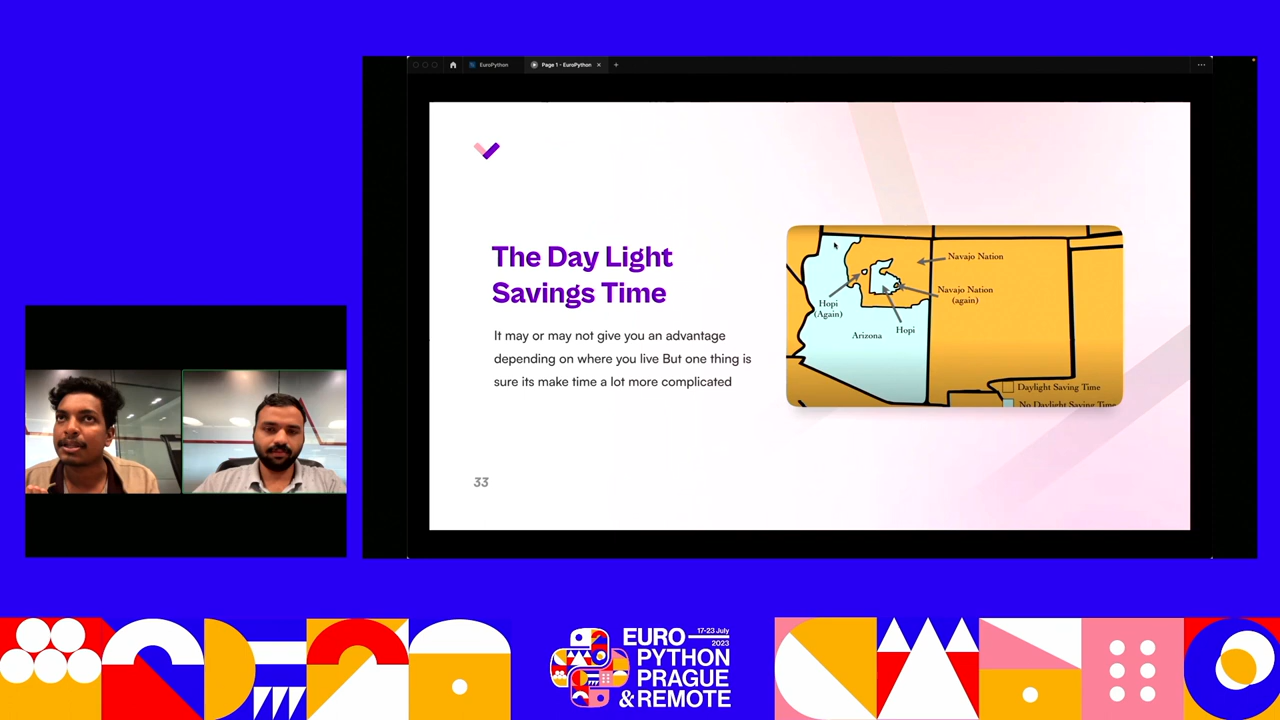 EuroPython
Page 1 - EuroPython
The Day Light
Savings Time
It may or may not give you an advantage
depending on where you live But one thing is
sure its make time a lot more complicated
33
Navajo Nation
Navajo Nation
(again)
Hopi
(Again)
Hopi
Arizona
Daylight Saving Time
No Daylight Saving Time
EURO
17-23 July
2023
PYTHON
PRAGUE
& REMOTE